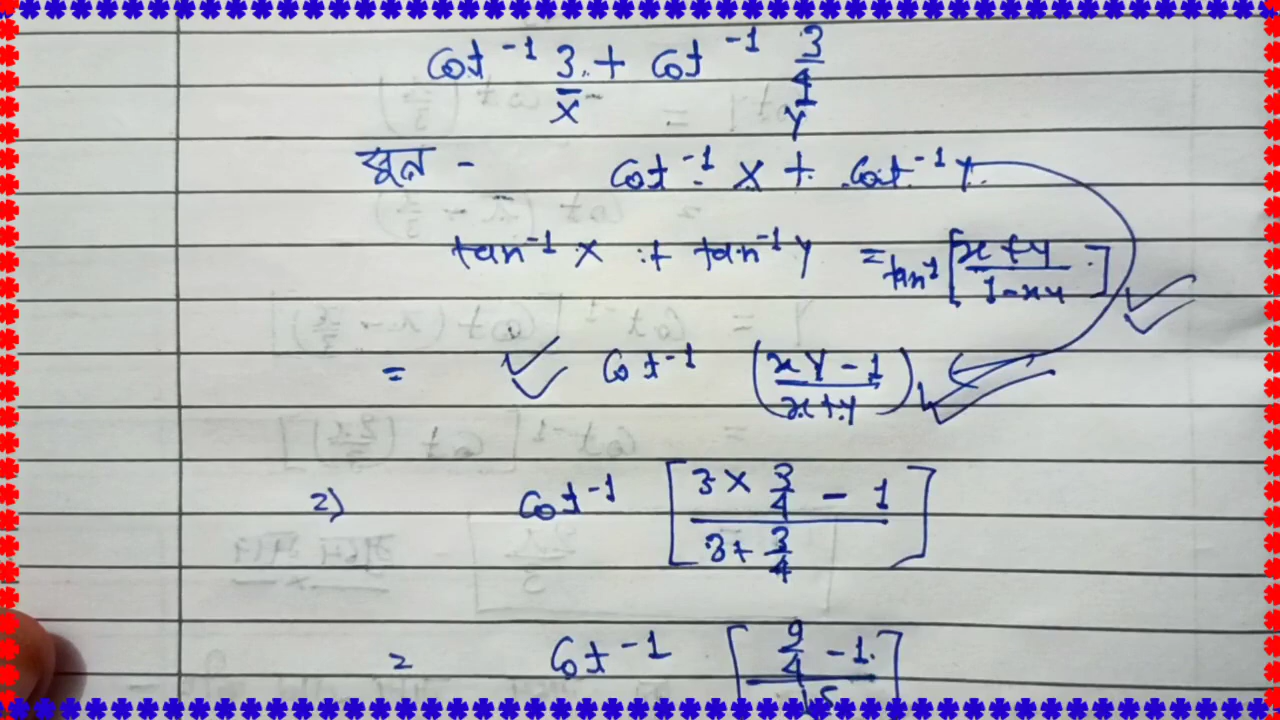 cot⁻¹ 3 + cot⁻¹ 3/4
x y
सूत्र - cot⁻¹ x + cot⁻¹ y
tan⁻¹ x + tan⁻¹ y = tan⁻¹ [x+y / 1-xy]
= cot⁻¹ (xy-1 / x+y)
2) cot⁻¹ [3 × 3/4 - 1 / 3 + 3/4]
= cot⁻¹ [9/4 - 1 / 15